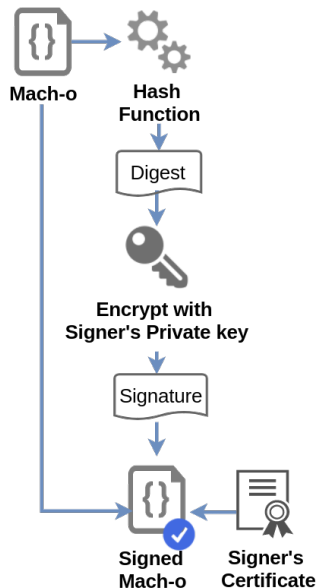 Mach-o
Hash
Function
Digest
Encrypt with
Signer's Private key
Signature
Signed
Mach-o
Signer's
Certificate